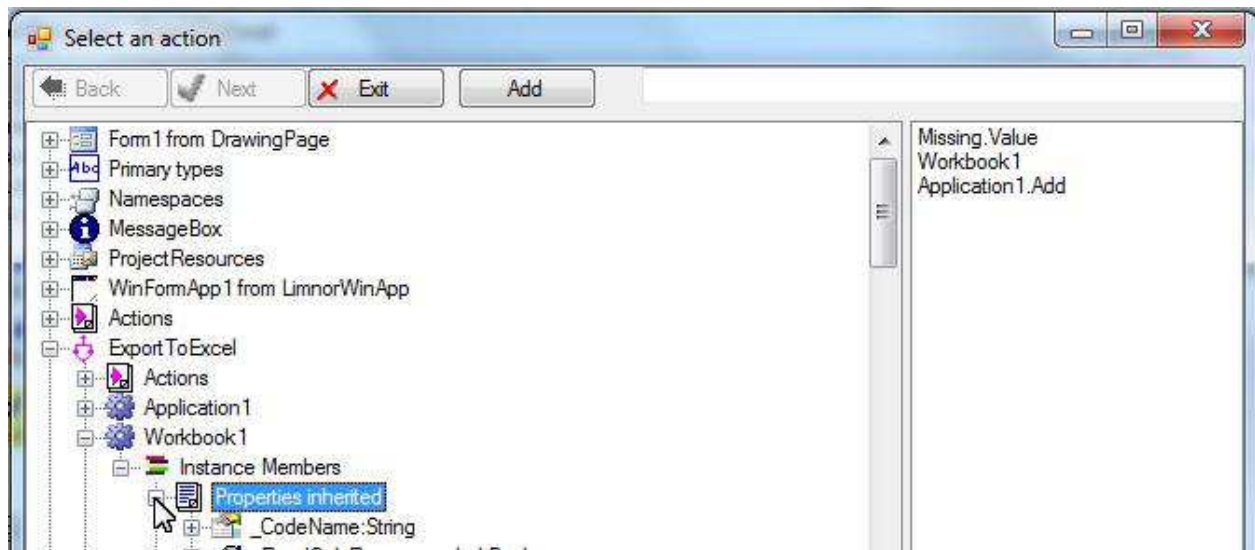 Select an action
Back Next Exit Add
Form1 from DrawingPage
Abc Primary types
Namespaces
MessageBox
ProjectResources
WinFormApp1 from LimnorWinApp
Actions
ExportToExcel
Actions
Application1
Workbook1
Instance Members
Properties inherited
_CodeName:String
Missing.Value
Workbook1
Application1.Add